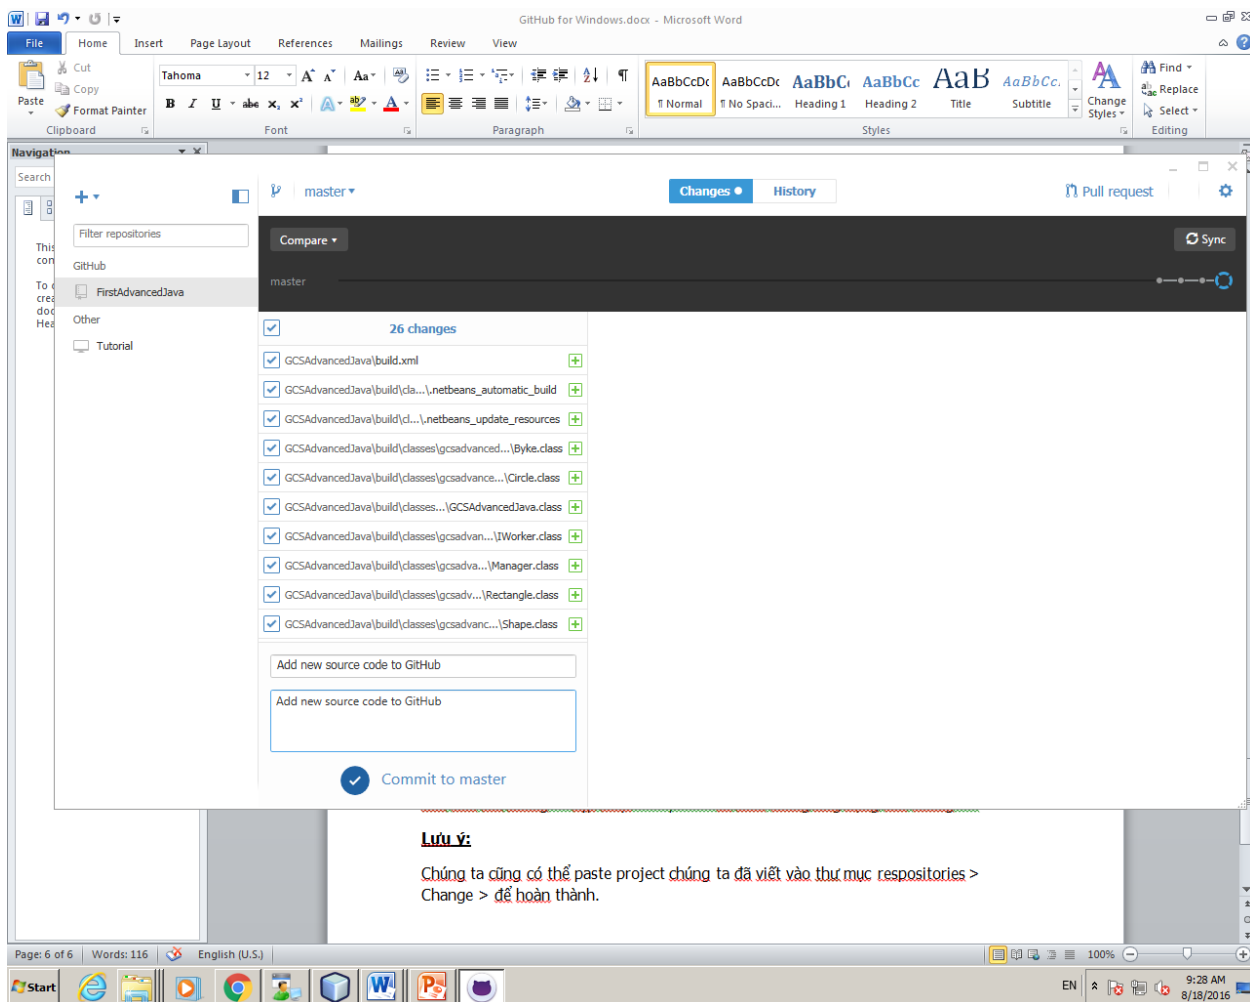 GitHub for Windows.docx - Microsoft Word
File Home Insert Page Layout References Mailings Review View
Paste
Cut
Copy
Format Painter
Clipboard
Tahoma 12
Font
Paragraph
AaBbCcDc AaBbCcDc AaBbC AaBbCc AaB AaBbCc.
¶ Normal ¶ No Spaci... Heading 1 Heading 2 Title Subtitle
Change Styles
Styles
Find
Replace
Select
Editing
Navigation
Search
This
con
To
crea
doc
Hea
master
Changes History
Pull request
Filter repositories
GitHub
FirstAdvancedJava
Other
Tutorial
Compare
Sync
master
26 changes
GCSAdvancedJava\build.xml
GCSAdvancedJava\build\cla...\.netbeans_automatic_build
GCSAdvancedJava\build\cl...\.netbeans_update_resources
GCSAdvancedJava\build\classes\gcsadvanced...\Byke.class
GCSAdvancedJava\build\classes\gcsadvance...\Circle.class
GCSAdvancedJava\build\classes...\GCSAdvancedJava.class
GCSAdvancedJava\build\classes\gcsadvan...\IWorker.class
GCSAdvancedJava\build\classes\gcsadva...\Manager.class
GCSAdvancedJava\build\classes\gcsadv...\Rectangle.class
GCSAdvancedJava\build\classes\gcsadvanc...\Shape.class
Add new source code to GitHub
Add new source code to GitHub
Commit to master
Lưu ý:
Chúng ta cũng có thể paste project chúng ta đã viết vào thư mục respositories >
Change > để hoàn thành.
Page: 6 of 6 Words: 116 English (U.S.) 100%
Start EN 9:28 AM
8/18/2016